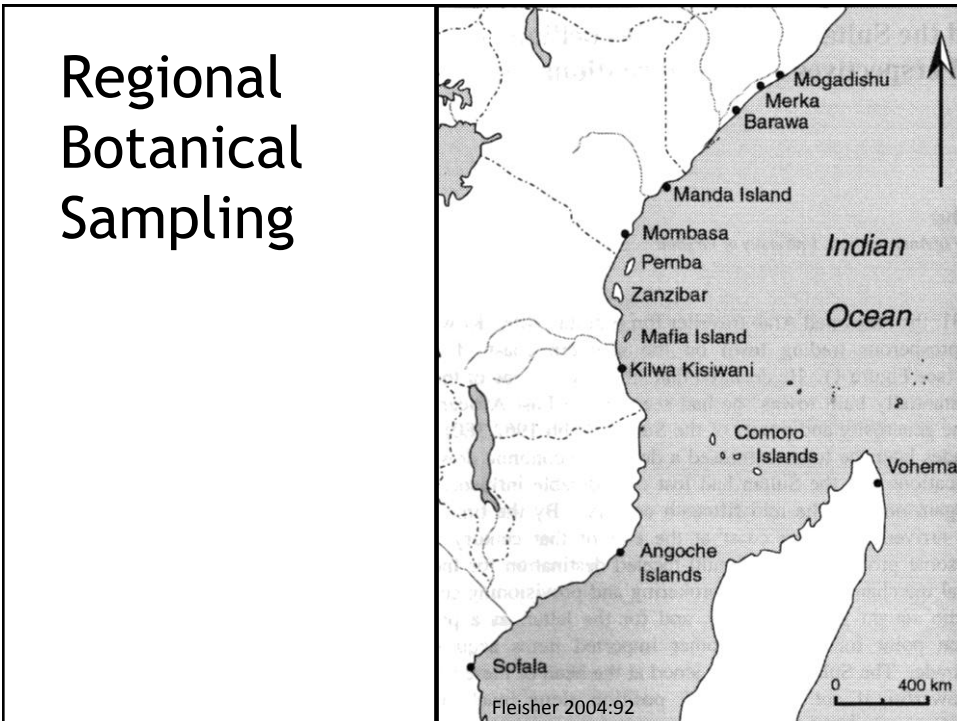 Regional
Botanical
Sampling
Mogadishu
Merka
Barawa
Manda Island
Mombasa
Pemba
Zanzibar
Mafia Island
Kilwa Kisiwani
Indian
Ocean
Comoro
Islands
Vohemar
Angoche
Islands
Sofala
0 400 km
Fleisher 2004:92